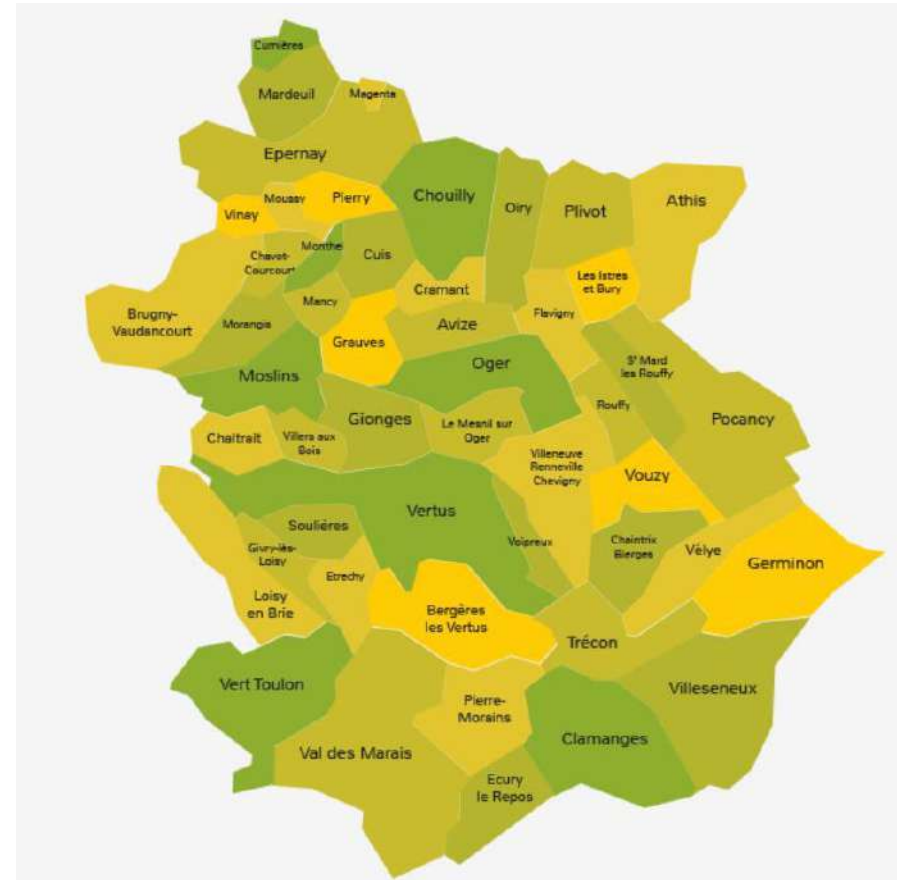 Cumières
Mardeuil
Magenta
Epernay
Chouilly
Oiry
Plivot
Athis
Vinay
Moussy
Pierry
Monthel
Cuis
Chavot-
Courcourt
Cramant
Les Istres
et Bury
Mancy
Flavigny
Brugny-
Vaudancourt
Morangis
Grauves
Avize
Moslins
Oger
St Mard
les Rouffy
Rouffy
Pocancy
Chaltrait
Villers aux
Bois
Gionges
Le Mesnil sur
Oger
Villeneuve
Renneville
Chevigny
Vouzy
Vertus
Soulières
Voipreux
Chaintrix
Bierges
Vélye
Germinon
Givry-lès-
Loisy
Etrechy
Loisy
en Brie
Bergères
les Vertus
Trécon
Vert Toulon
Villeseneux
Pierre-
Morains
Clamanges
Val des Marais
Ecury
le Repos